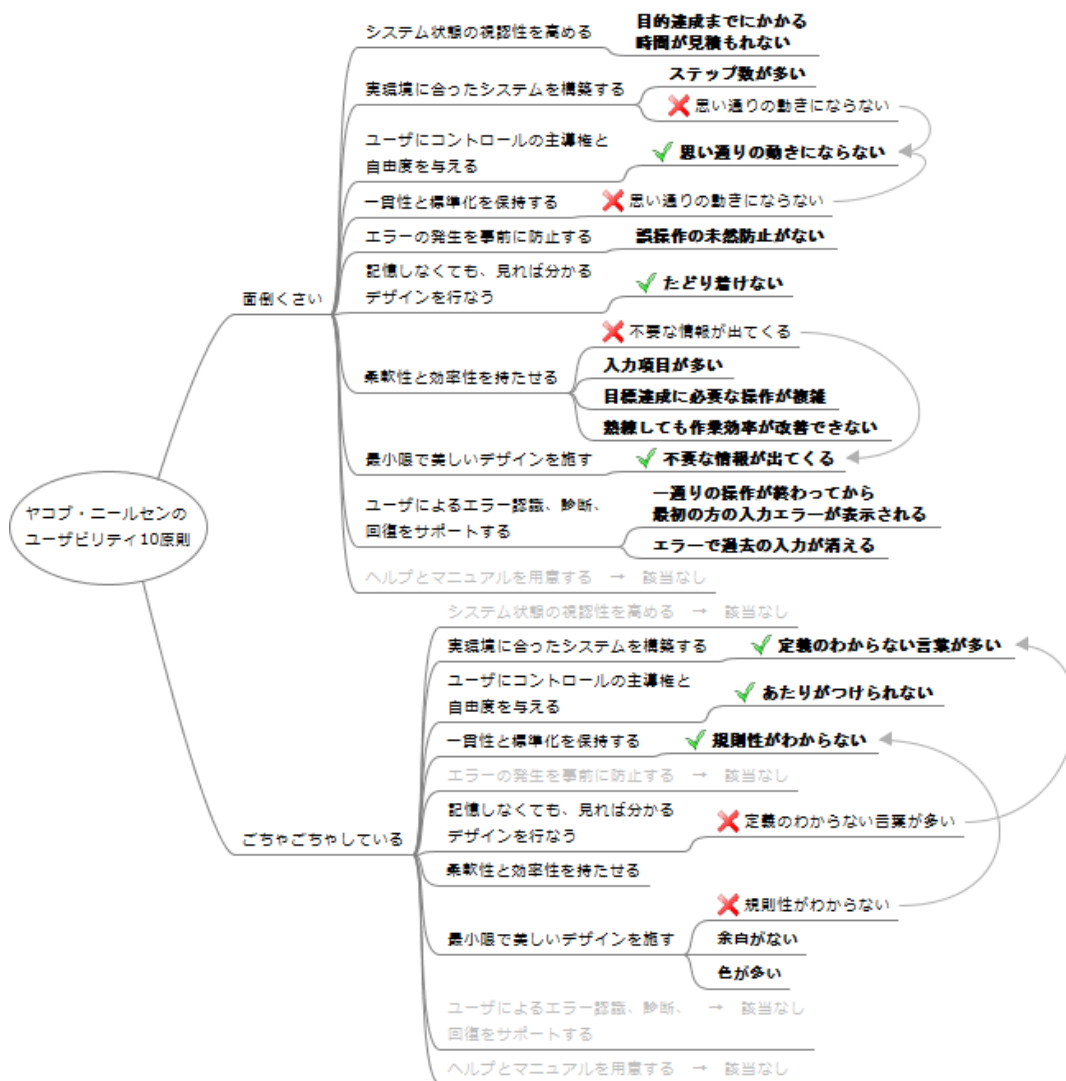 システム状態の視認性を高める
目的達成までにかかる
時間が見積もれない
実環境に合ったシステムを構築する
ステップ数が多い
思い通りの動きにならない
ユーザにコントロールの主導権と
自由度を与える
思い通りの動きにならない
一貫性と標準化を保持する
思い通りの動きにならない
エラーの発生を事前に防止する
誤操作の未然防止がない
記憶しなくても、見れば分かる
デザインを行なう
たどり着けない
面倒くさい
不要な情報が出てくる
柔軟性と効率性を持たせる
入力項目が多い
目標達成に必要な操作が複雑
熟練しても作業効率が改善できない
最小限で美しいデザインを施す
不要な情報が出てくる
ユーザによるエラー認識、診断、
回復をサポートする
一通りの操作が終わってから
最初の方の入力エラーが表示される
エラーで過去の入力が消える
ヘルプとマニュアルを用意する → 該当なし
ヤコブ・ニールセンの
ユーザビリティ10原則
システム状態の視認性を高める → 該当なし
実環境に合ったシステムを構築する
定義のわからない言葉が多い
ユーザにコントロールの主導権と
自由度を与える
あたりがつけられない
一貫性と標準化を保持する
規則性がわからない
エラーの発生を事前に防止する → 該当なし
記憶しなくても、見れば分かる
デザインを行なう
定義のわからない言葉が多い
ごちゃごちゃしている
柔軟性と効率性を持たせる
規則性がわからない
最小限で美しいデザインを施す
余白がない
色が多い
ユーザによるエラー認識、診断、 → 該当なし
回復をサポートする
ヘルプとマニュアルを用意する → 該当なし